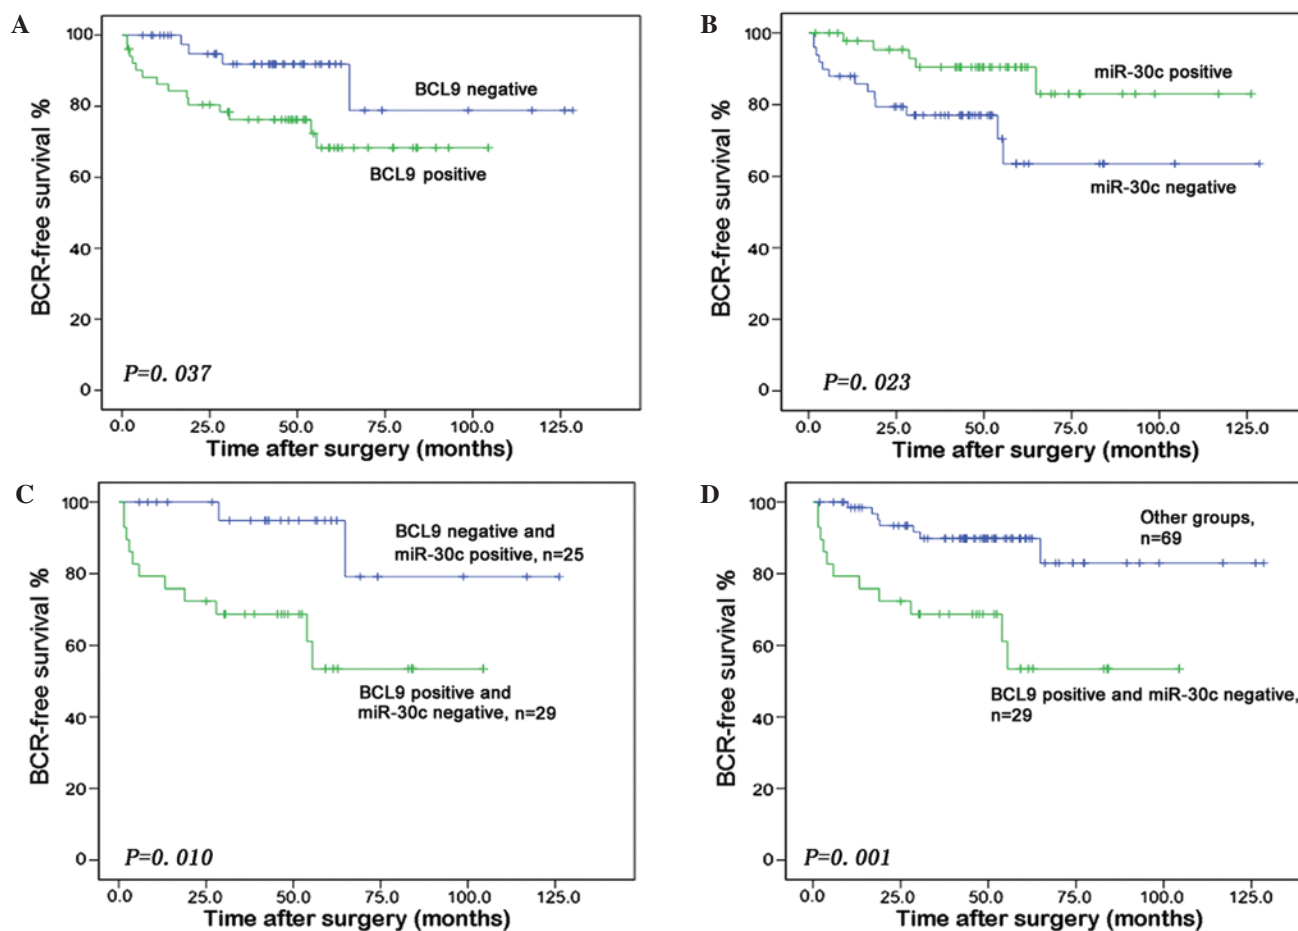 A
BCR-free survival %
100
80
60
40
20
0
BCL9 negative
BCL9 positive
P=0. 037
0.0 25.0 50.0 75.0 100.0 125.0
Time after surgery (months)
B
BCR-free survival %
100
80
60
40
20
0
miR-30c positive
miR-30c negative
P=0. 023
0.0 25.0 50.0 75.0 100.0 125.0
Time after surgery (months)
C
BCR-free survival %
100
80
60
40
20
0
BCL9 negative and
miR-30c positive, n=25
BCL9 positive and
miR-30c negative, n=29
P=0. 010
0.0 25.0 50.0 75.0 100.0 125.0
Time after surgery (months)
D
BCR-free survival %
100
80
60
40
20
0
Other groups,
n=69
BCL9 positive and miR-30c negative,
n=29
P=0. 001
0.0 25.0 50.0 75.0 100.0 125.0
Time after surgery (months)